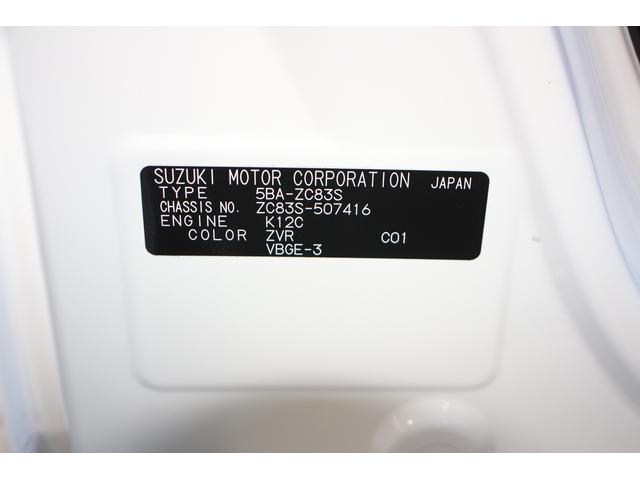 SUZUKI MOTOR CORPORATION JAPAN
TYPE 5BA-ZC83S
CHASSIS NO. ZC83S-507416
ENGINE K12C
COLOR ZVR C01
VBGE-3